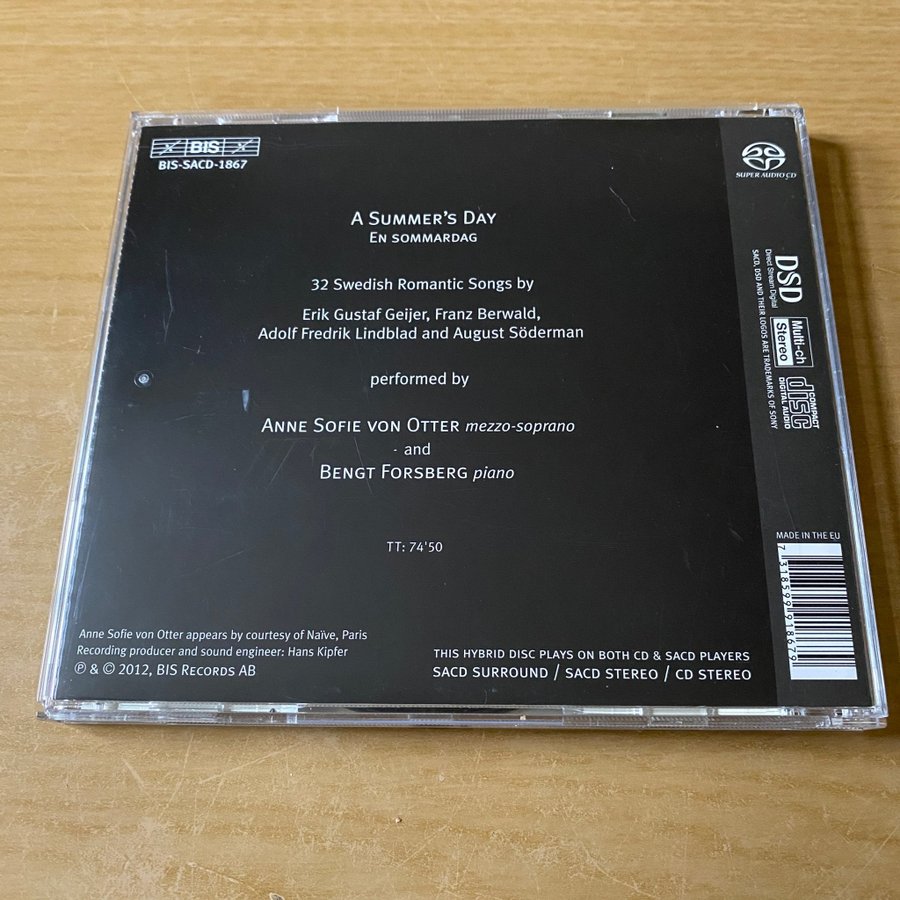 BIS
BIS-SACD-1867
A Summer's Day
En sommardag
32 Swedish Romantic Songs by
Erik Gustaf Geijer, Franz Berwald,
Adolf Fredrik Lindblad and August Söderman
performed by
Anne Sofie von Otter mezzo-soprano
and
Bengt Forsberg piano
TT: 74'50
Anne Sofie von Otter appears by courtesy of Naïve, Paris
Recording producer and sound engineer: Hans Kipfer
℗ & © 2012, BIS Records AB
THIS HYBRID DISC PLAYS ON BOTH CD & SACD PLAYERS
SACD SURROUND / SACD STEREO / CD STEREO
SUPER AUDIO CD
DSD
Direct Stream Digital
SACD, DSD AND THEIR LOGOS ARE TRADEMARKS OF SONY
Multi-ch
Stereo
COMPACT
disc
DIGITAL AUDIO
MADE IN THE EU
7 318599 918679